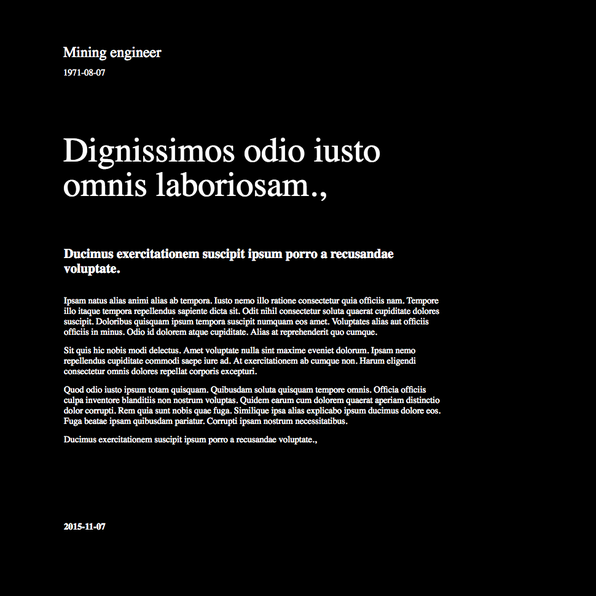 Mining engineer
1971-08-07
Dignissimos odio iusto
omnis laboriosam.,
Ducimus exercitationem suscipit ipsum porro a recusandae
voluptate.
Ipsam natus alias animi alias ab tempora. Iusto nemo illo ratione consectetur quia officiis nam. Tempore
illo itaque tempora repellendus sapiente dicta sit. Odit nihil consectetur soluta quaerat cupiditate dolores
suscipit. Doloribus quisquam ipsum tempora suscipit numquam eos amet. Voluptates alias aut officiis
officiis in minus. Odio id dolorem atque cupiditate. Alias at reprehenderit quo cumque.
Sit quis hic nobis modi delectus. Amet voluptate nulla sint maxime eveniet dolorum. Ipsam nemo
repellendus cupiditate commodi saepe iure ad. At exercitationem ab cumque non. Harum eligendi
consectetur omnis dolores repellat corporis excepturi.
Quod odio iusto ipsum totam quisquam. Quibusdam soluta quisquam tempore omnis. Officia officiis
culpa inventore blanditiis non nostrum voluptas. Quidem earum cum dolorem quaerat aperiam distinctio
dolor corrupti. Rem quia sunt nobis quae fuga. Similique ipsa alias explicabo ipsum ducimus dolore eos.
Fuga beatae ipsam quibusdam pariatur. Corrupti ipsam nostrum necessitatibus.
Ducimus exercitationem suscipit ipsum porro a recusandae voluptate.,
2015-11-07